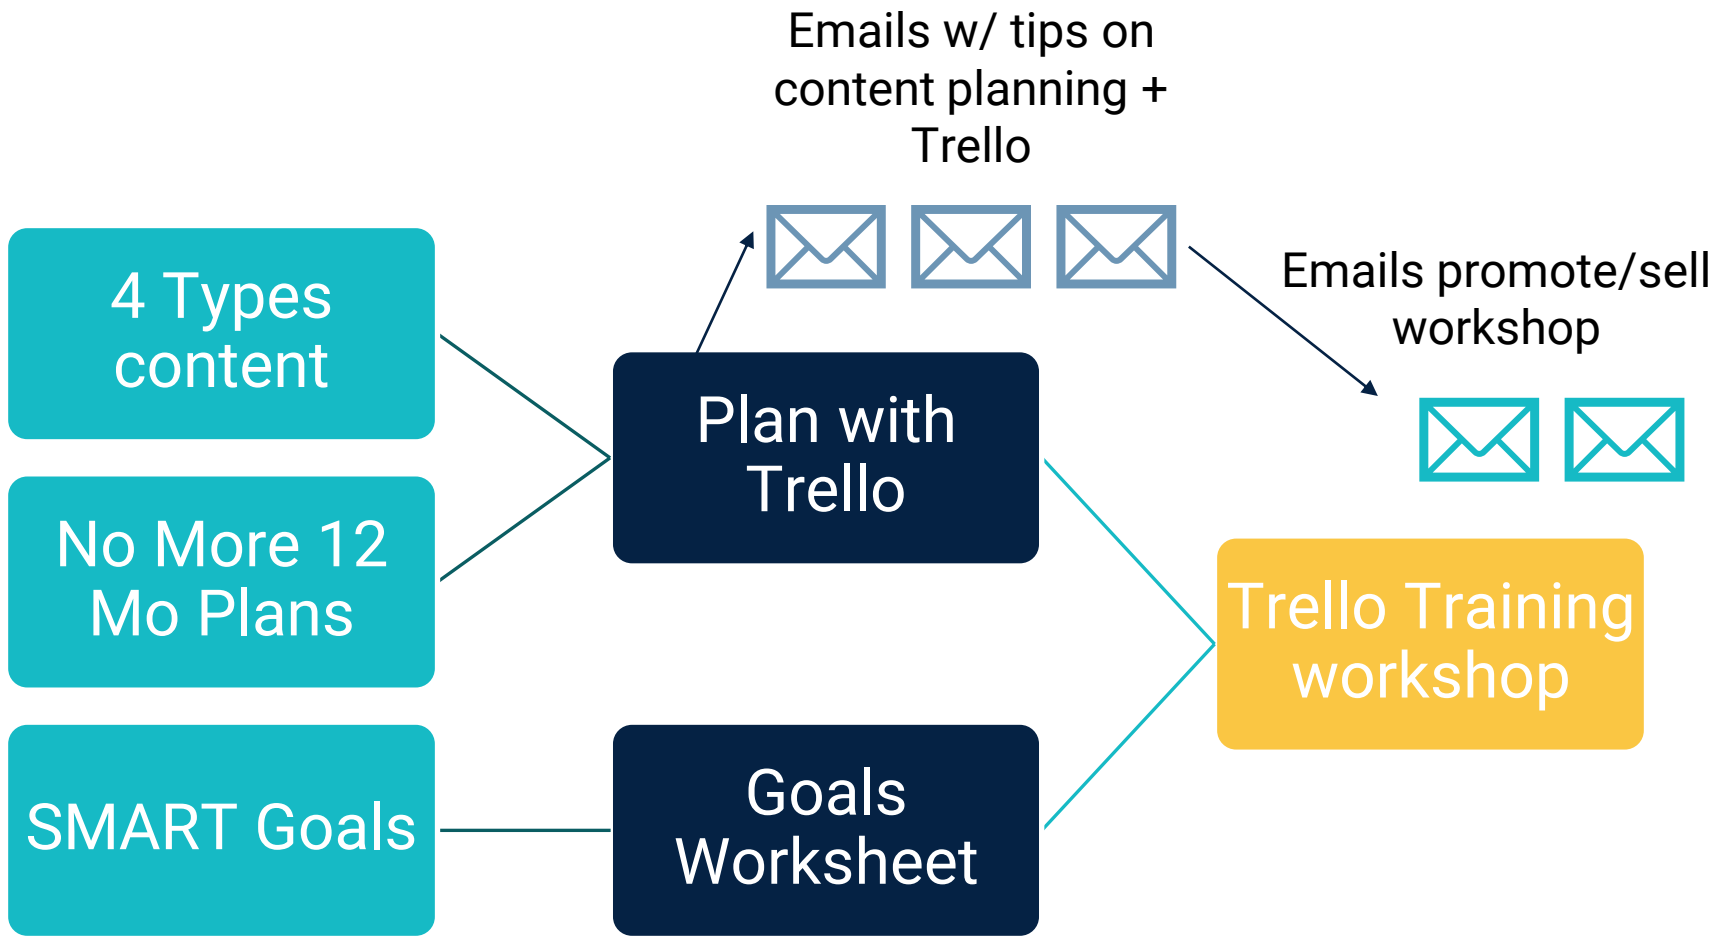 Emails w/ tips on
content planning +
Trello
4 Types
content
No More 12
Mo Plans
SMART Goals
Plan with
Trello
Goals
Worksheet
Emails promote/sell
workshop
Trello Training
workshop